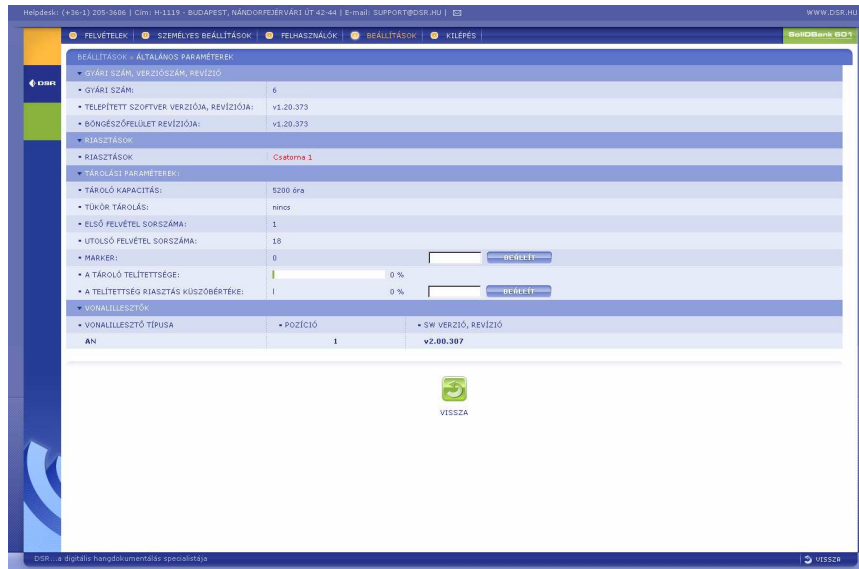 Helpdesk: (+36-1) 205-3606 | Cím: H-1119 - BUDAPEST, NÁNDORFEJÉRVÁRI ÚT 42-44 | E-mail: SUPPORT@DSR.HU | WWW.DSR.HU
FELVÉTELEK | SZEMÉLYES BEÁLLÍTÁSOK | FELHASZNÁLÓK | BEÁLLÍTÁSOK | KILÉPÉS | SolIDBank 601
DSR
BEÁLLÍTÁSOK » ÁLTALÁNOS PARAMÉTEREK
GYÁRI SZÁM, VERZIÓSZÁM, REVÍZIÓ
GYÁRI SZÁM: 6
TELEPÍTETT SZOFTVER VERZIÓJA, REVÍZIÓJA: v1.20.373
BÖNGÉSZŐFELÜLET REVÍZIÓJA: v1.20.373
RIASZTÁSOK
RIASZTÁSOK Csatorna 1
TÁROLÁSI PARAMÉTEREK:
TÁROLÓ KAPACITÁS: 5200 óra
TÜKÖR TÁROLÁS: nincs
ELSŐ FELVÉTEL SORSZÁMA: 1
UTOLSÓ FELVÉTEL SORSZÁMA: 18
MARKER: 0 BEÁLLÍT
A TÁROLÓ TELÍTETTSÉGE: 0 %
A TELÍTETTSÉG RIASZTÁS KÜSZÖBÉRTÉKE: 0 % BEÁLLÍT
VONALILLESZTŐK
VONALILLESZTŐ TÍPUSA POZÍCIÓ SW VERZIÓ, REVÍZIÓ
AN 1 v2.00.307
VISSZA
DSR...a digitális hangdokumentálás specialistája VISSZA